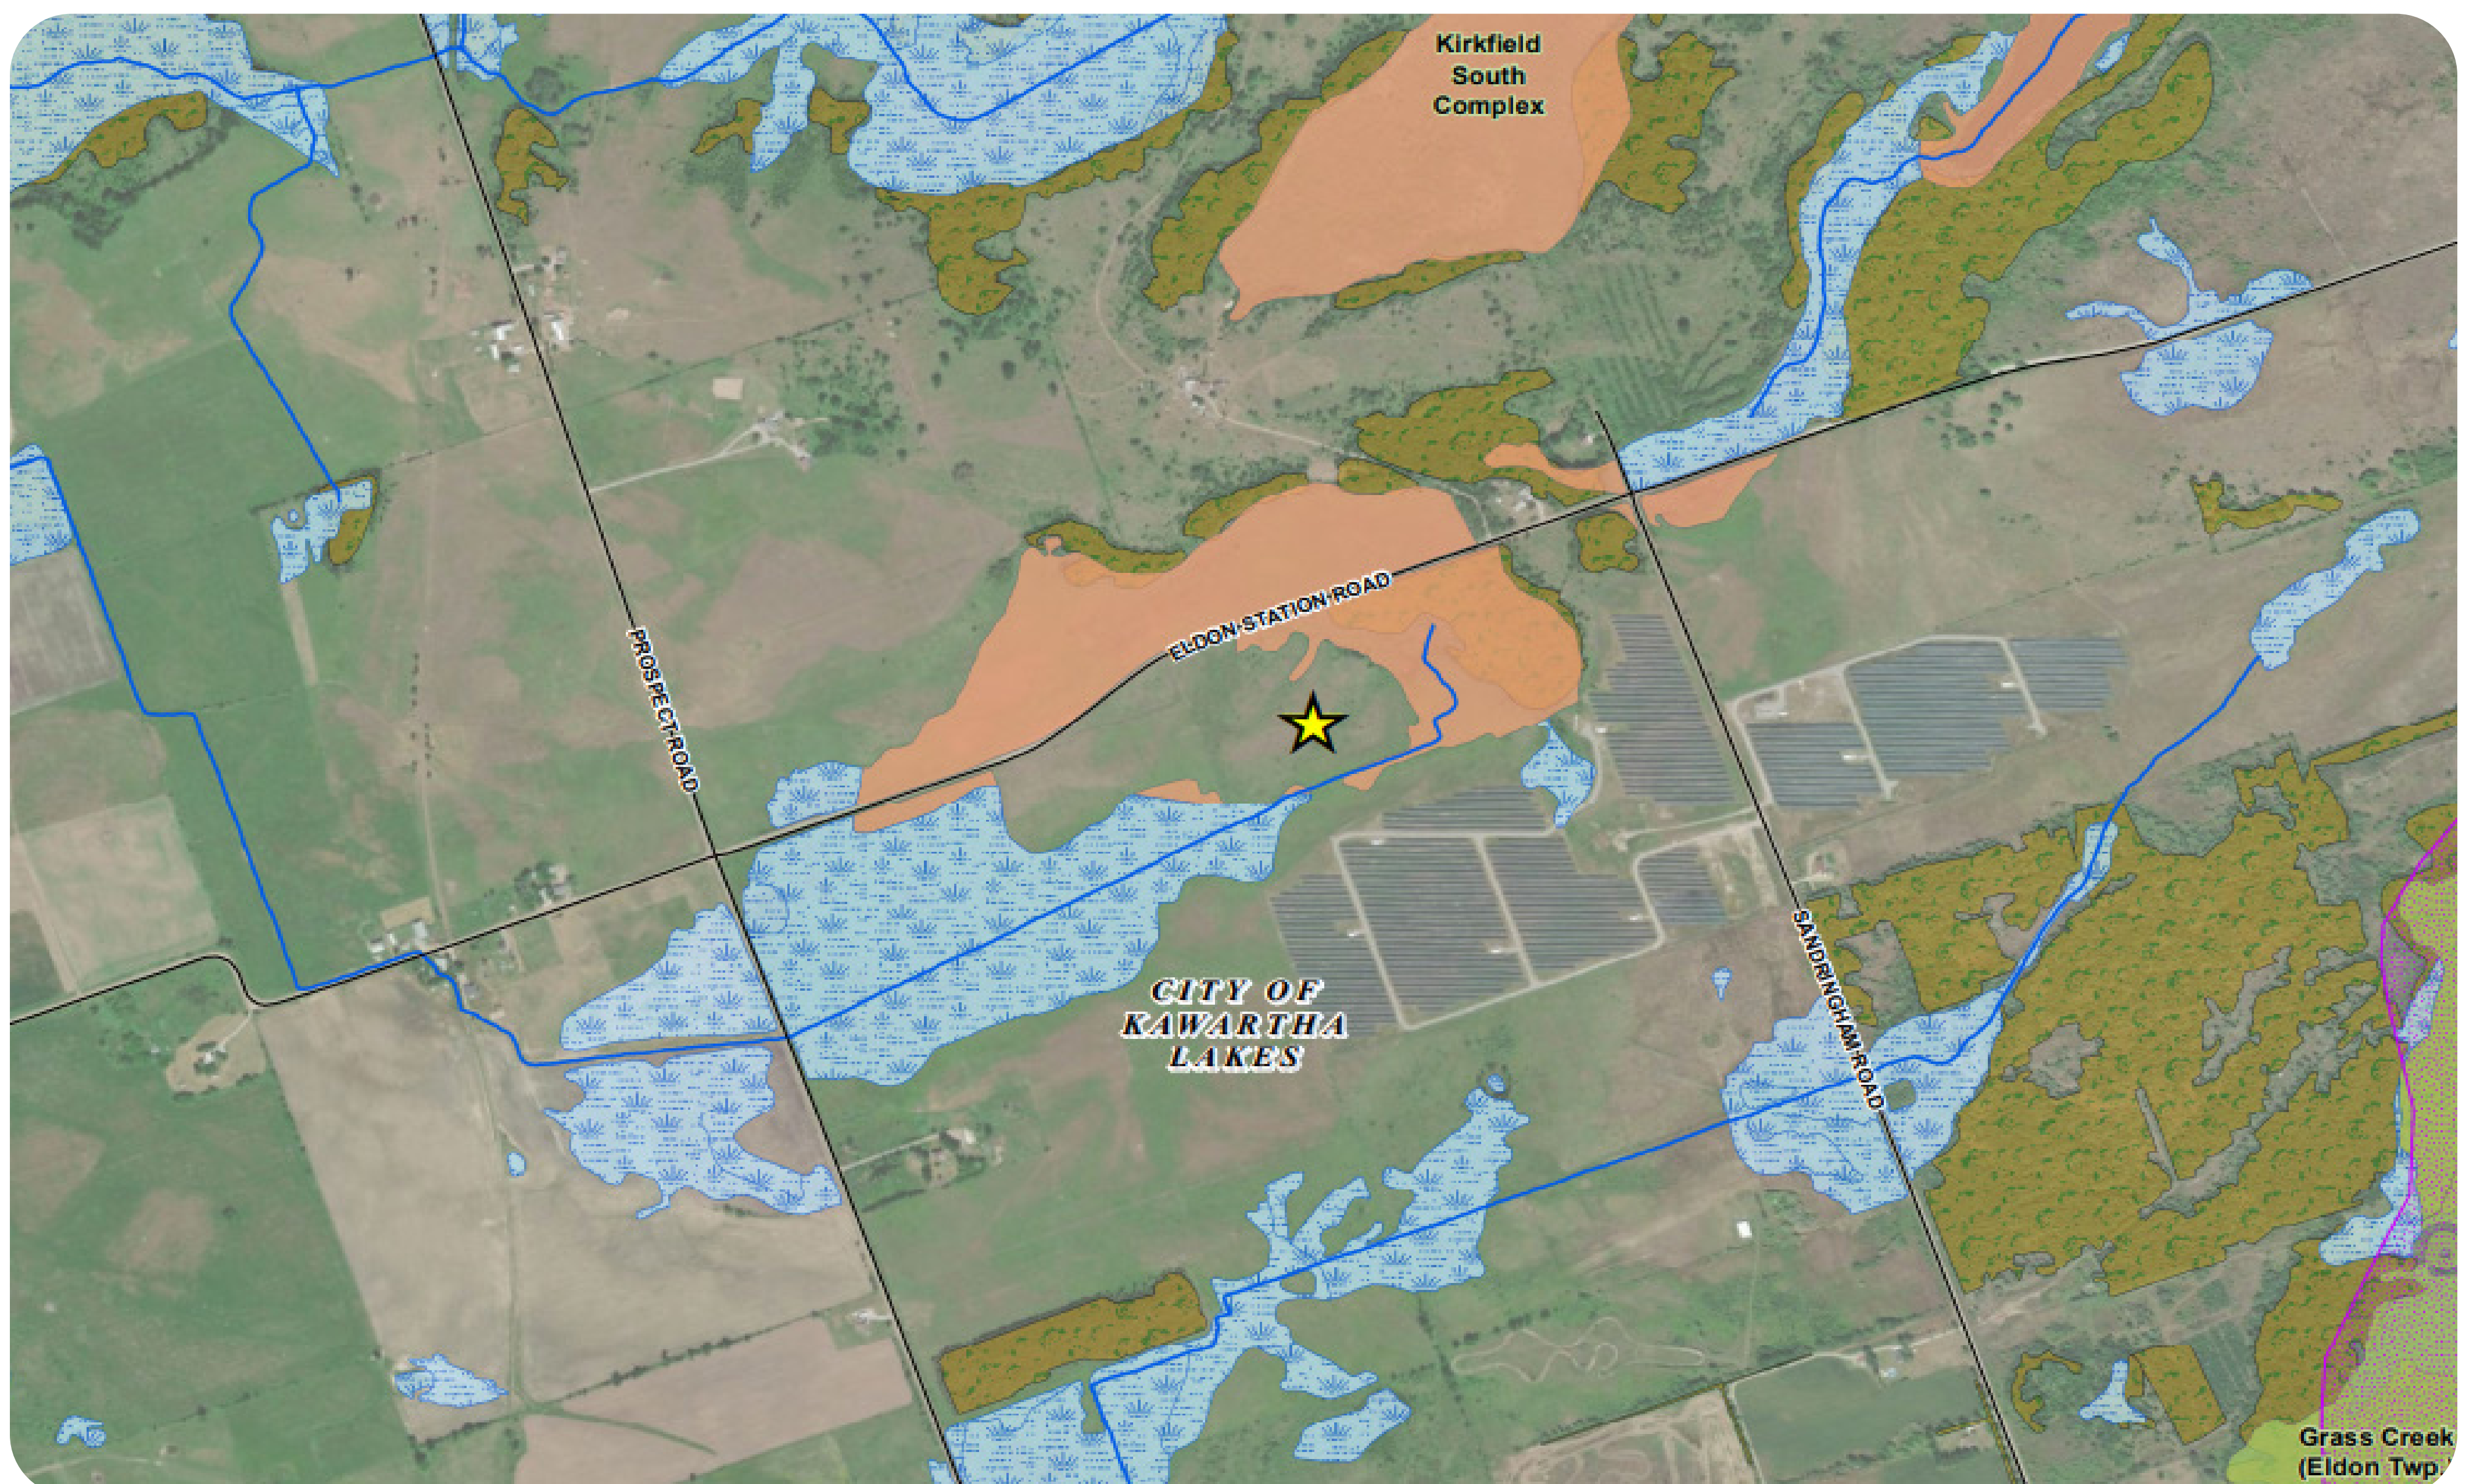 Kirkfield
South
Complex
ELDON STATION ROAD
PROSPECT ROAD
CITY OF
KAWARTHA
LAKES
SANDRINGHAM ROAD
Grass Creek
(Eldon Twp.